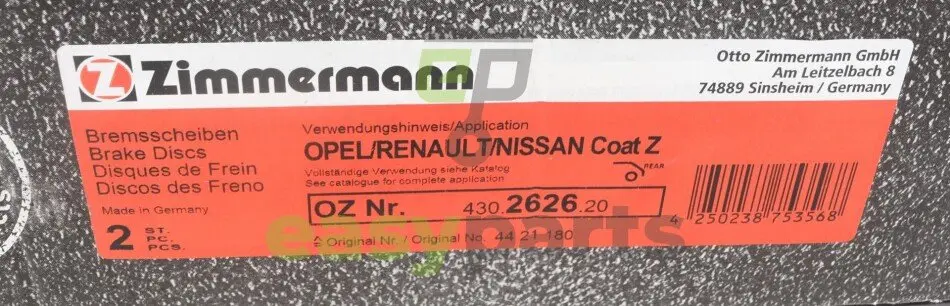 Z Zimmermann
Otto Zimmermann GmbH
Am Leitzelbach 8
74889 Sinsheim / Germany
Bremsscheiben
Brake Discs
Disques de Frein
Discos des Freno
Made in Germany
2 ST.
PC.
PCS.
Verwendungshinweis/Application
OPEL/RENAULT/NISSAN Coat Z
Vollständige Verwendung siehe Katalog
See catalogue for complete application
REAR
OZ Nr. 430.2626.20
≙ Original Nr. / Original No. 44 21 180
4 250238 753568
easyparts